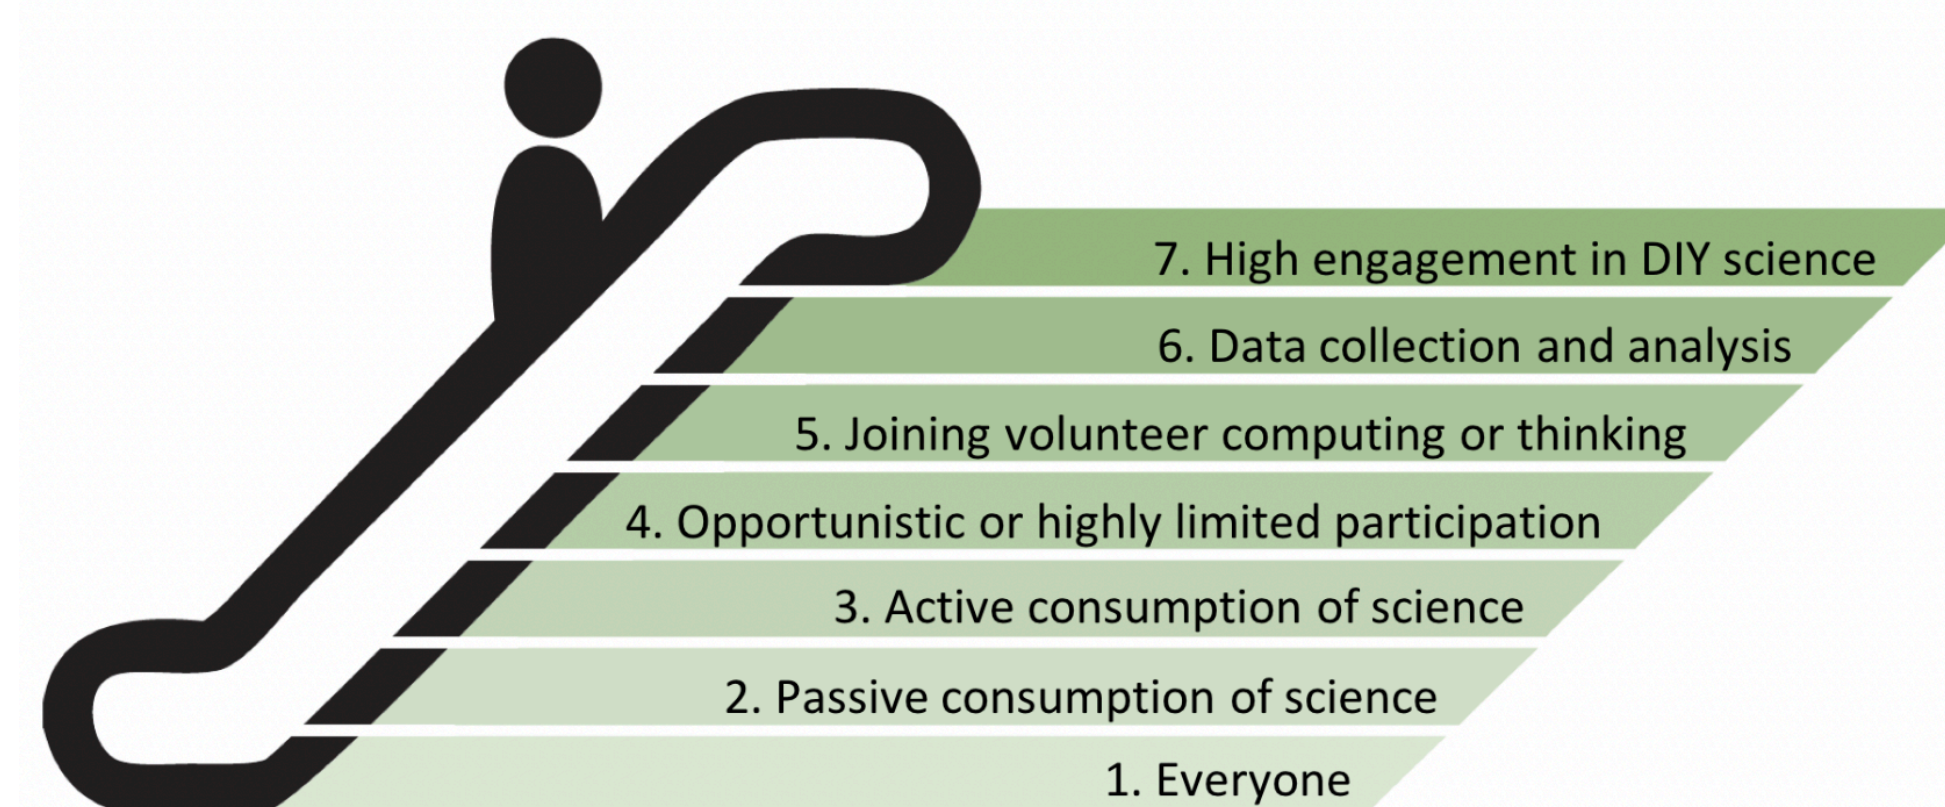 7. High engagement in DIY science
6. Data collection and analysis
5. Joining volunteer computing or thinking
4. Opportunistic or highly limited participation
3. Active consumption of science
2. Passive consumption of science
1. Everyone